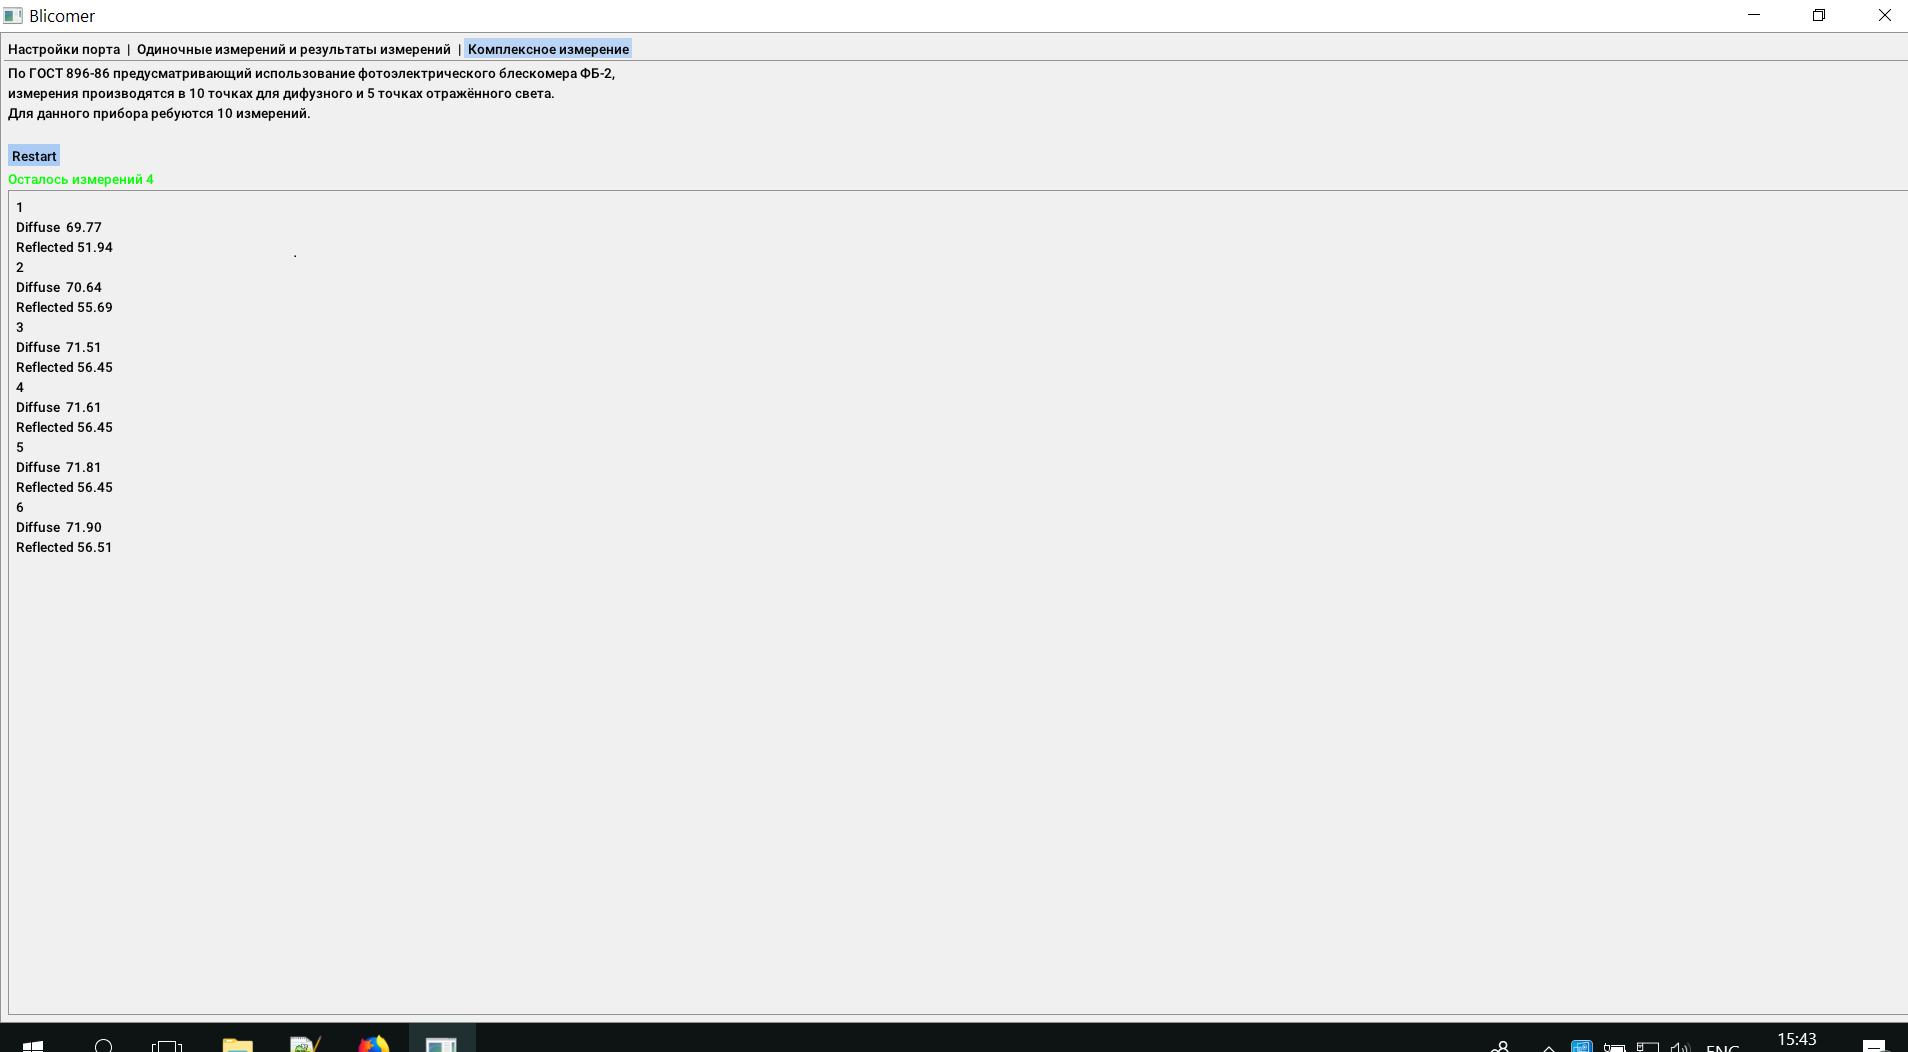 Blicomer
Настройки порта | Одиночные измерений и результаты измерений | Комплексное измерение
По ГОСТ 896-86 предусматривающий использование фотоэлектрического блескомера ФБ-2,
измерения производятся в 10 точках для дифузного и 5 точках отражённого света.
Для данного прибора ребуются 10 измерений.
Restart
Осталось измерений 4
1
Diffuse 69.77
Reflected 51.94
2
Diffuse 70.64
Reflected 55.69
3
Diffuse 71.51
Reflected 56.45
4
Diffuse 71.61
Reflected 56.45
5
Diffuse 71.81
Reflected 56.45
6
Diffuse 71.90
Reflected 56.51
ENG 15:43